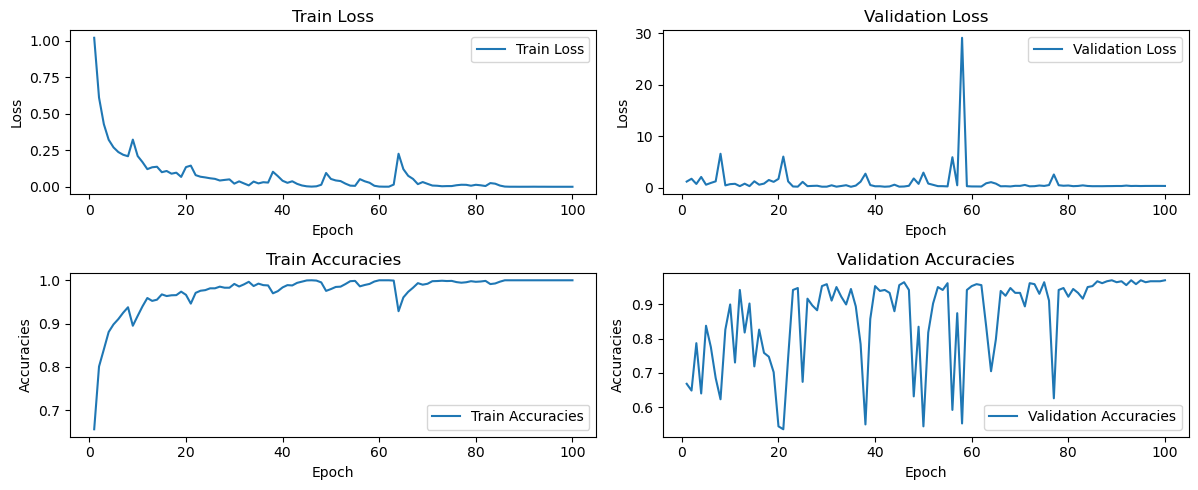 Train Loss
Validation Loss
1.00
0.75
0.50
0.25
0.00
Loss
Train Loss
0
20
40
60
80
100
Epoch
30
20
10
0
Loss
Validation Loss
0
20
40
60
80
100
Epoch
Train Accuracies
Validation Accuracies
1.0
0.9
0.8
0.7
Accuracies
Train Accuracies
0
20
40
60
80
100
Epoch
0.9
0.8
0.7
0.6
Accuracies
Validation Accuracies
0
20
40
60
80
100
Epoch